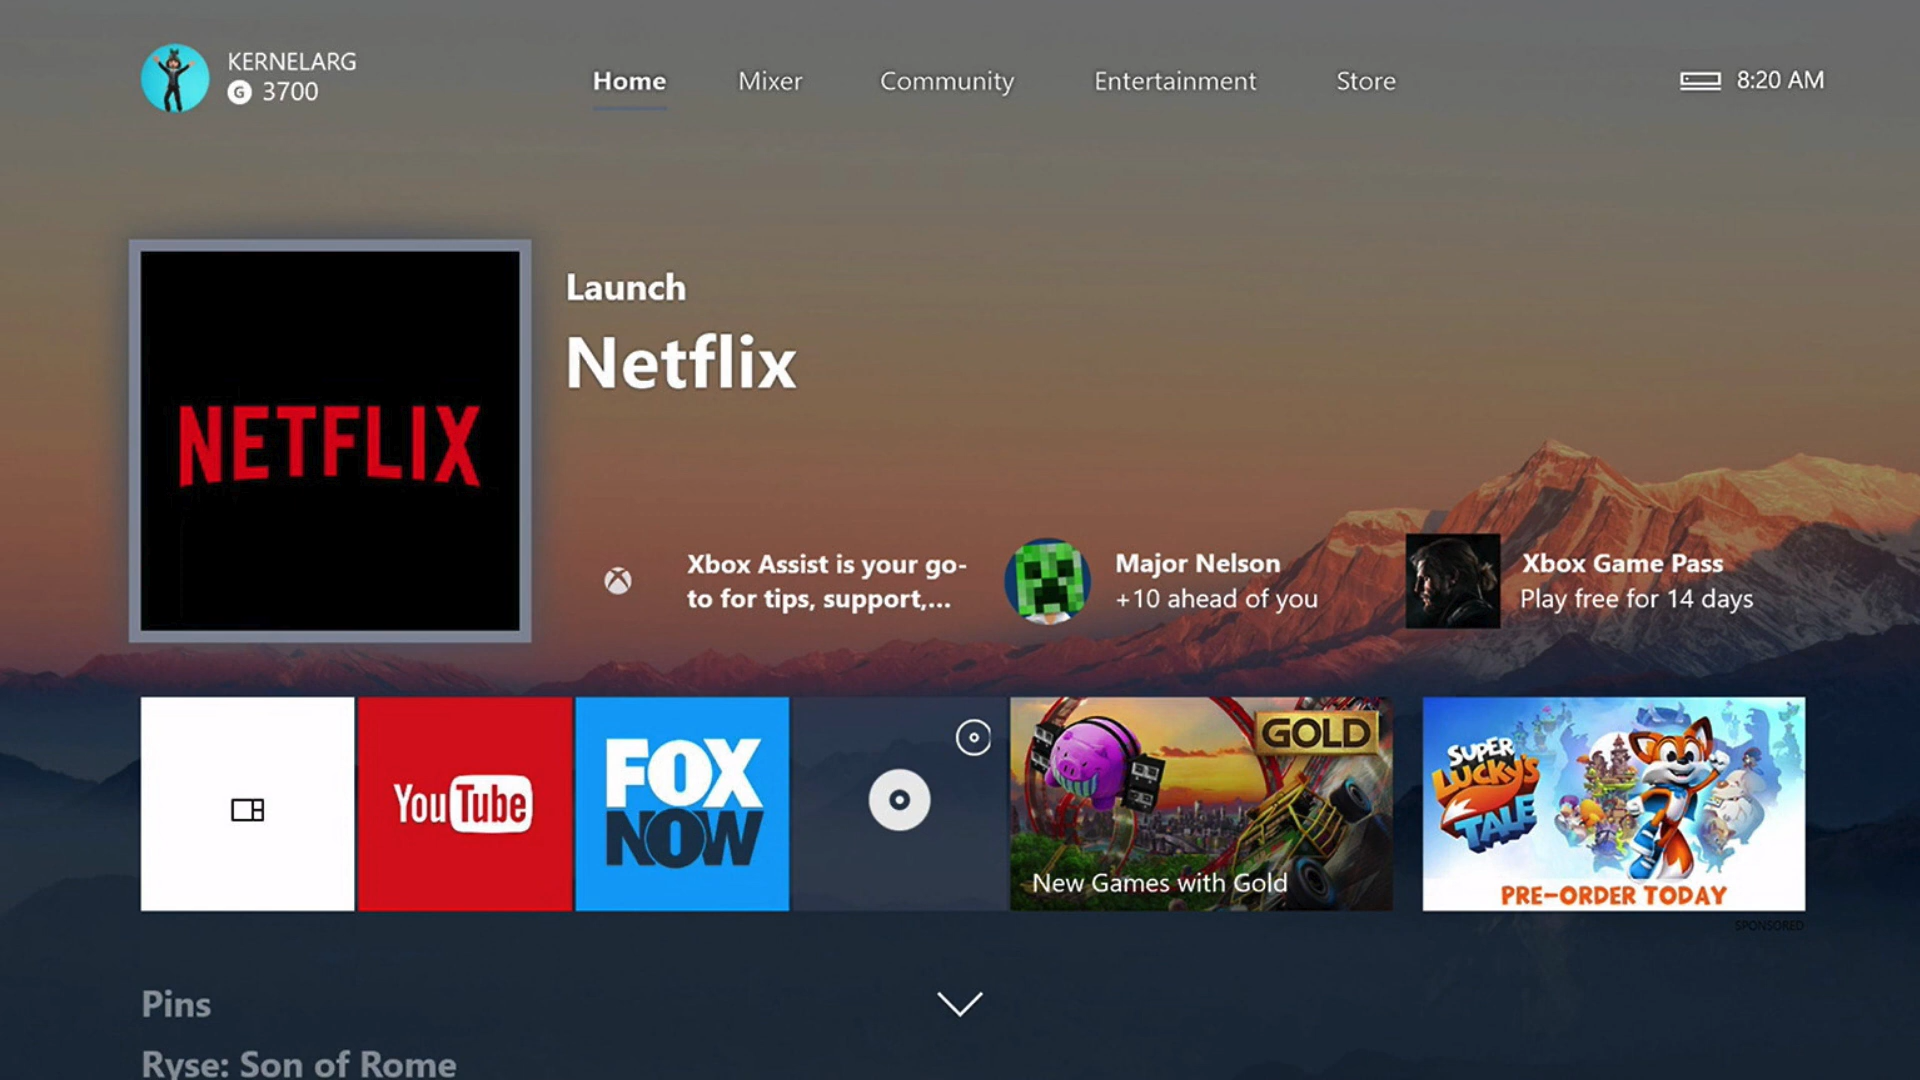 KERNELARG
G 3700
Home
Mixer
Community
Entertainment
Store
8:20 AM
NETFLIX
Launch
Netflix
Xbox Assist is your go-
to for tips, support,...
Major Nelson
+10 ahead of you
Xbox Game Pass
Play free for 14 days
YouTube
FOX
NOW
GOLD
New Games with Gold
SUPER
LUCKY'S
TALE
PRE-ORDER TODAY
SPONSORED
Pins
Ryse: Son of Rome